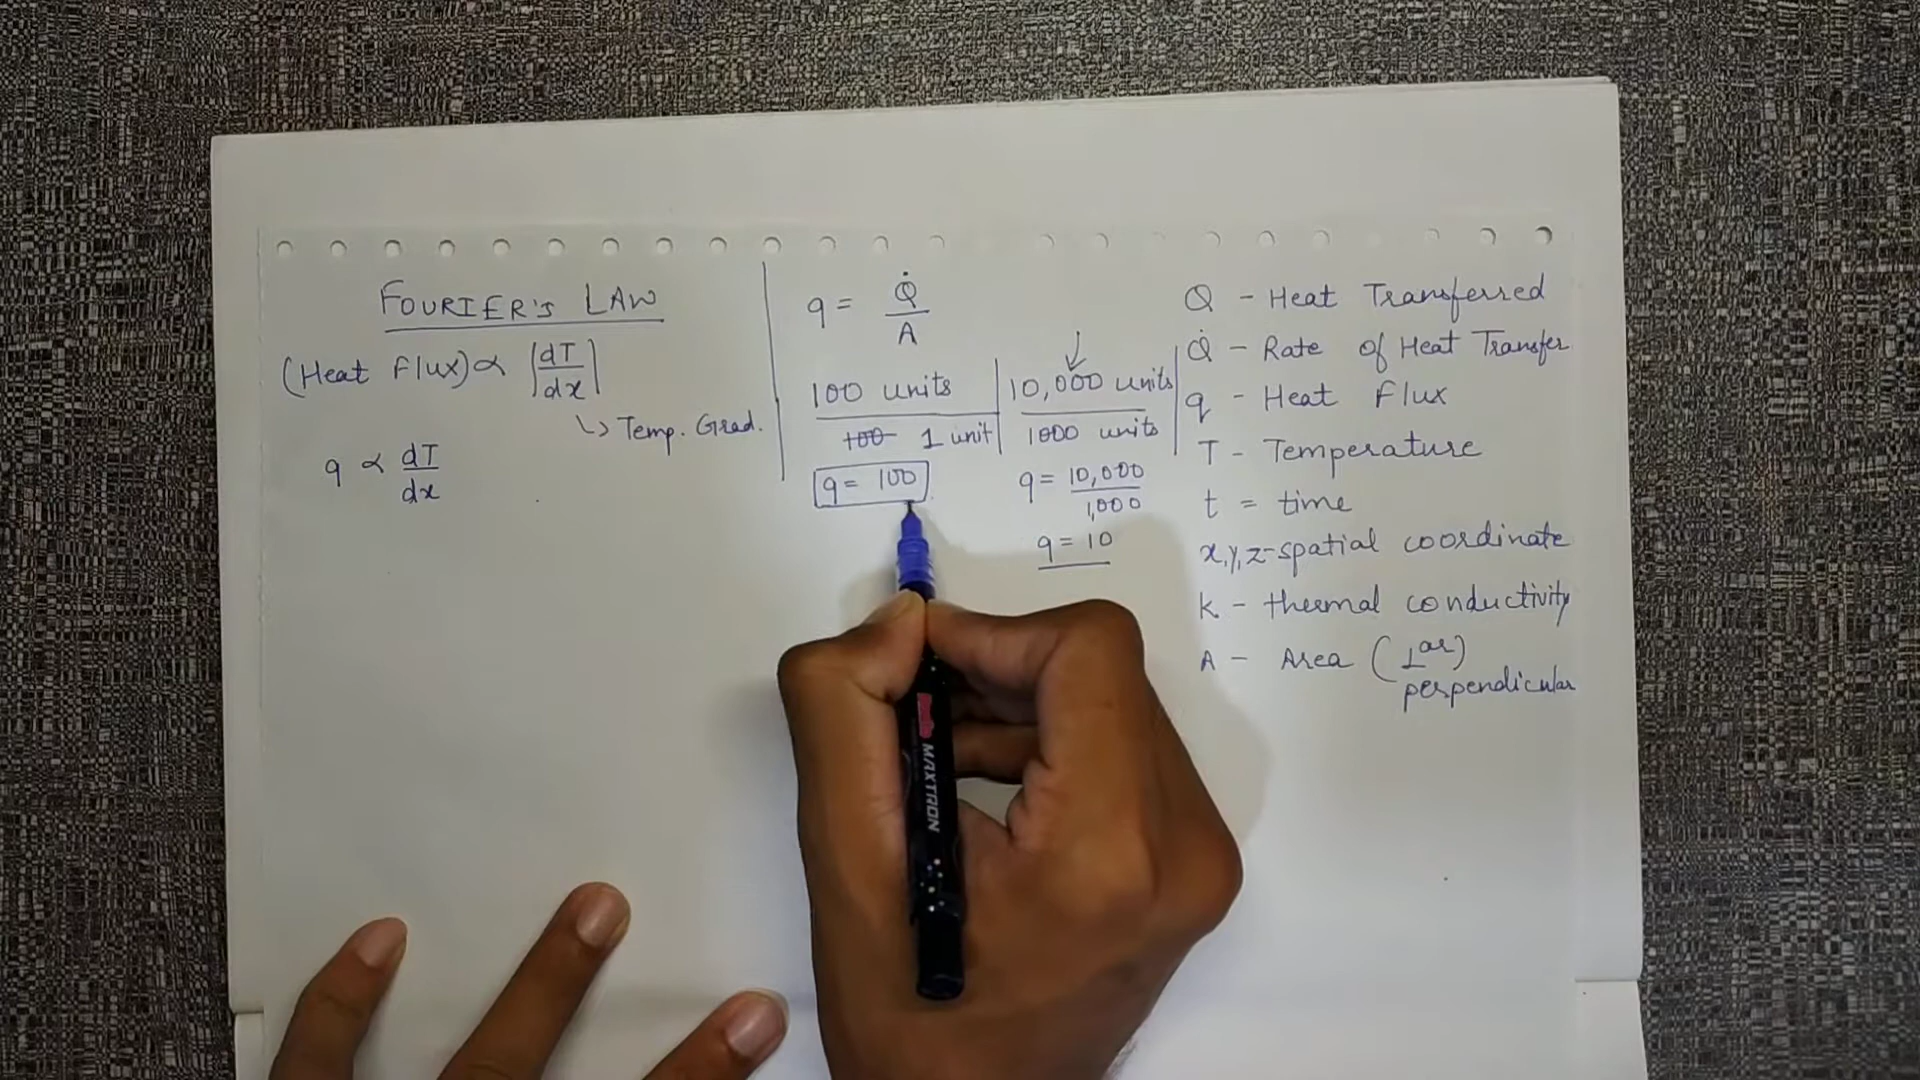 FOURIER'S LAW
(Heat Flux) ∝ |dT/dx|
↳ Temp. Grad.
q ∝ dT/dx
q = Q̇/A
100 units
100 1 unit
q = 100
10,000 units
1000 units
q = 10,000/1,000
q = 10
Q - Heat Transferred
Q̇ - Rate of Heat Transfer
q - Heat Flux
T - Temperature
t = time
x,y,z-spatial coordinate
K - thermal conductivity
A - Area (⊥ar)
perpendicular
MAXTRON